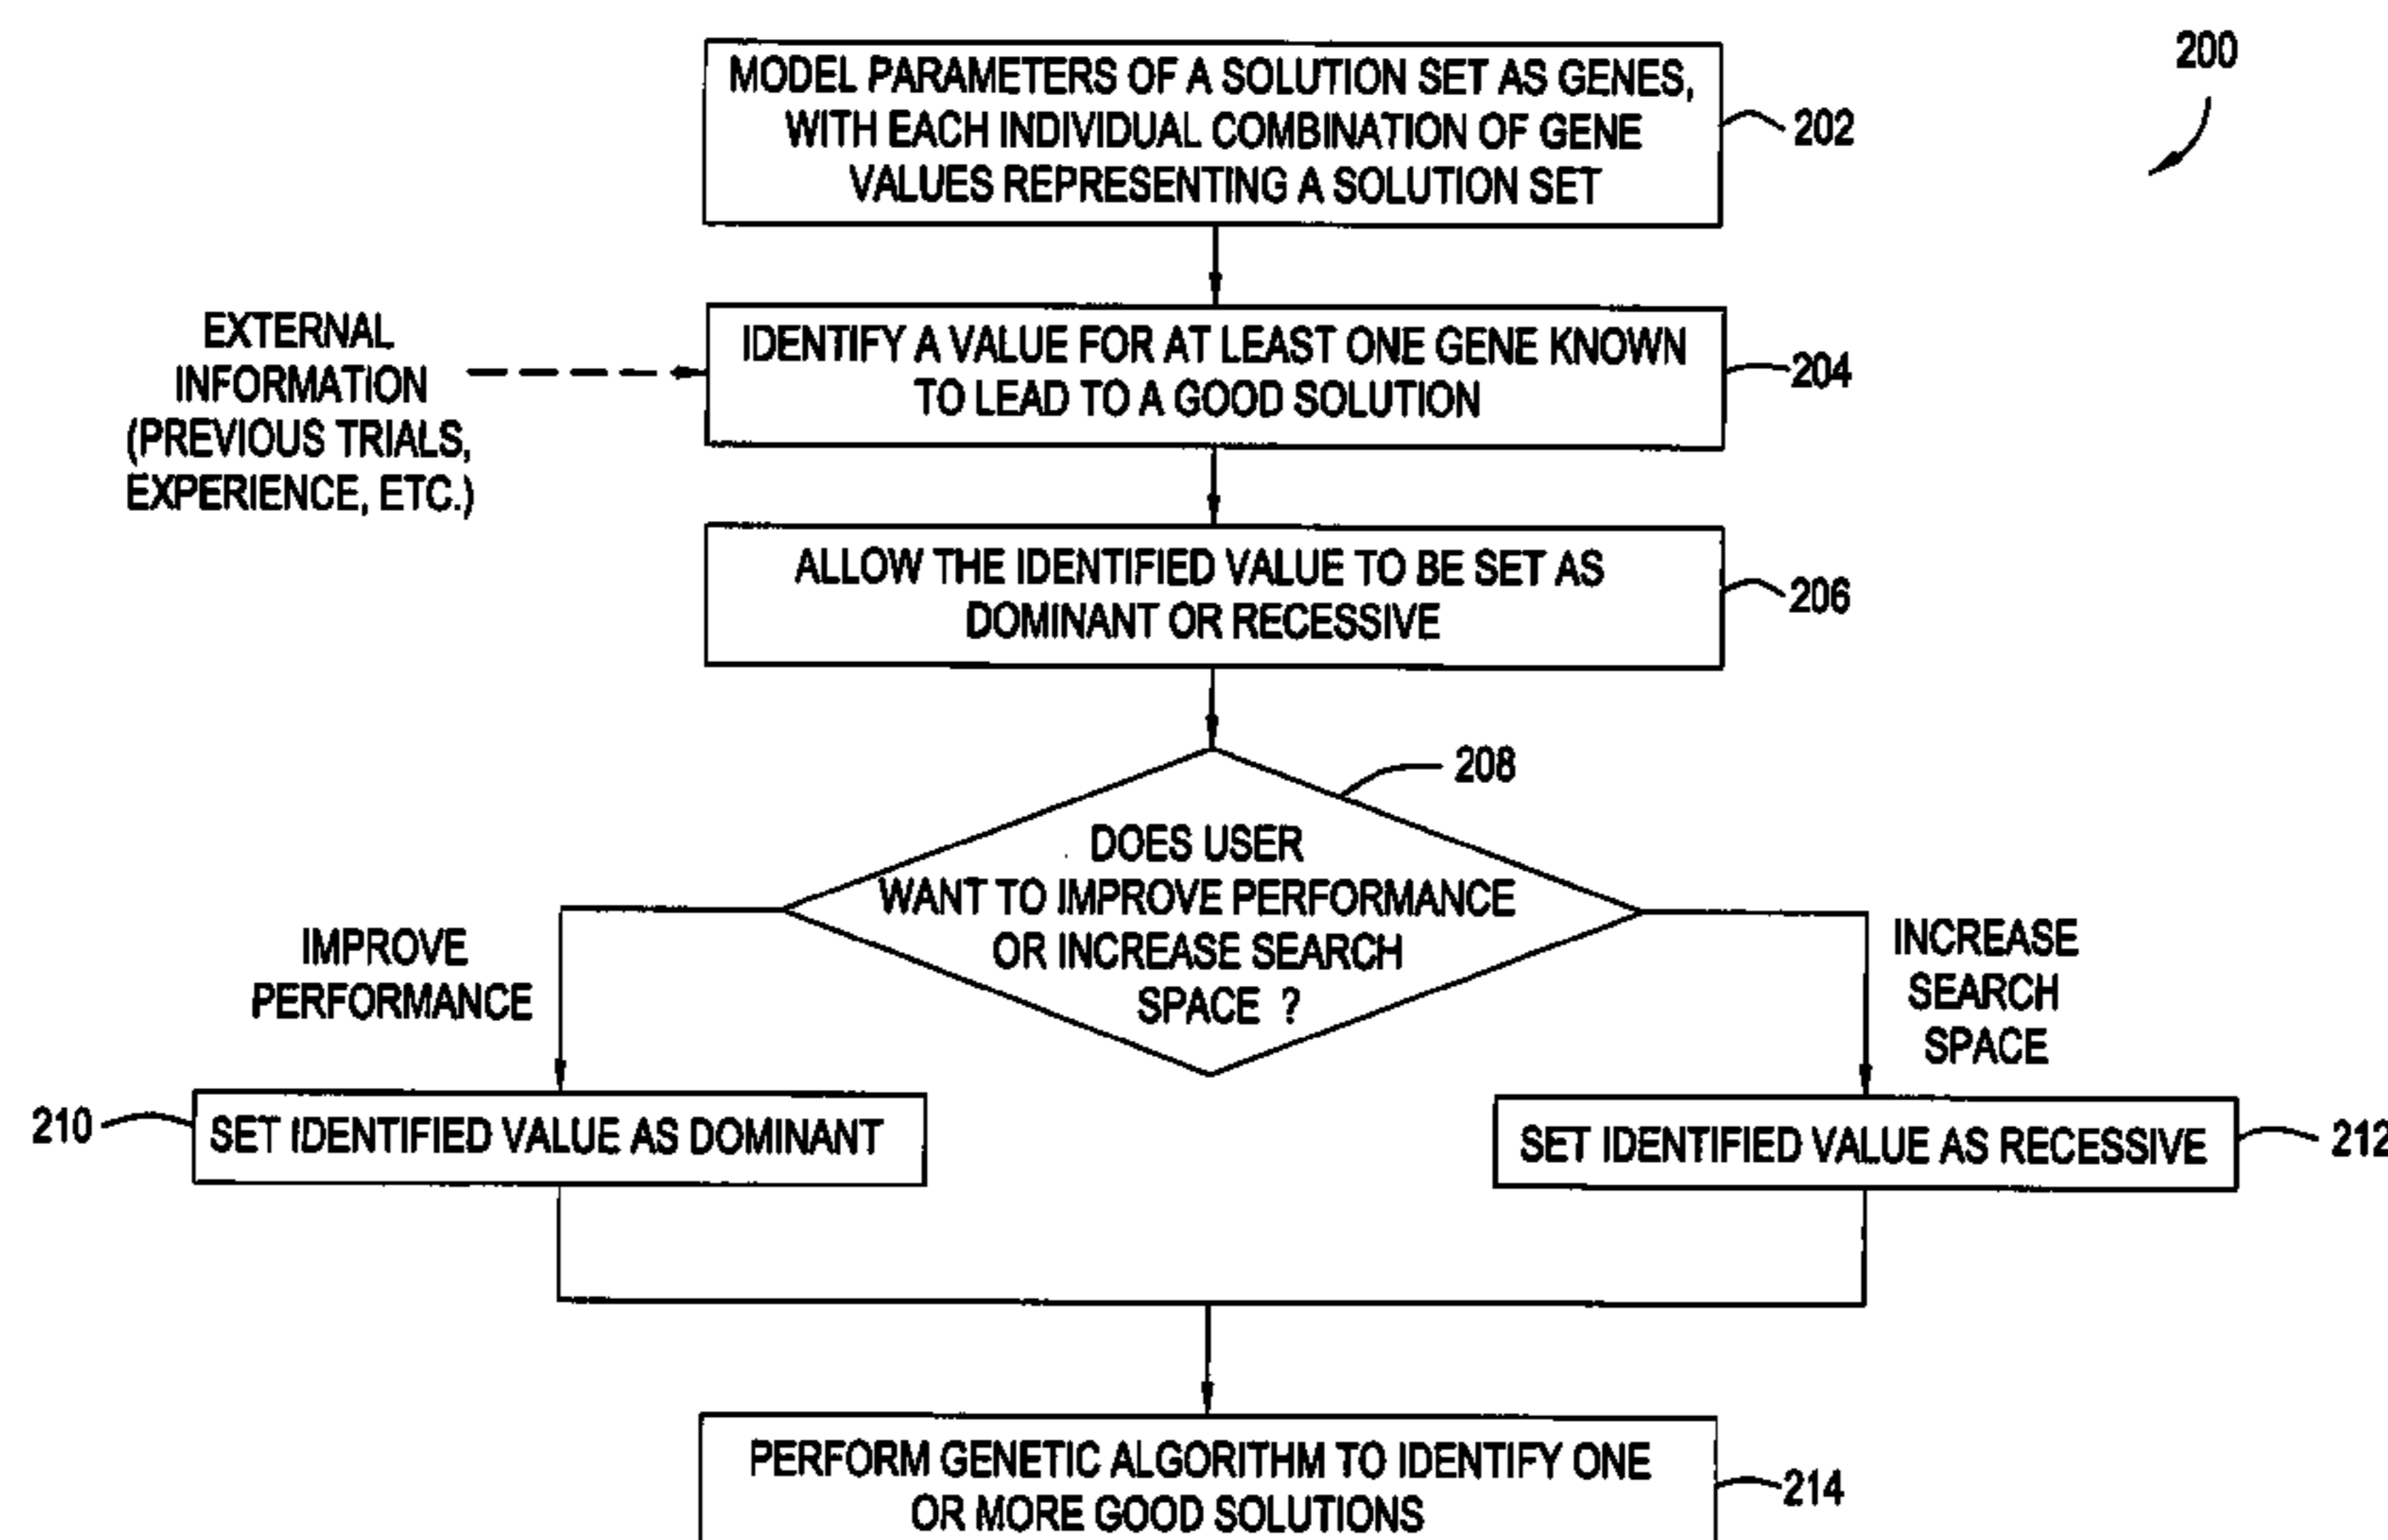 200
MODEL PARAMETERS OF A SOLUTION SET AS GENES,
WITH EACH INDIVIDUAL COMBINATION OF GENE
VALUES REPRESENTING A SOLUTION SET
202
EXTERNAL
INFORMATION
(PREVIOUS TRIALS,
EXPERIENCE, ETC.)
IDENTIFY A VALUE FOR AT LEAST ONE GENE KNOWN
TO LEAD TO A GOOD SOLUTION
204
ALLOW THE IDENTIFIED VALUE TO BE SET AS
DOMINANT OR RECESSIVE
206
208
DOES USER
WANT TO IMPROVE PERFORMANCE
OR INCREASE SEARCH
SPACE ?
IMPROVE
PERFORMANCE
INCREASE
SEARCH
SPACE
210
SET IDENTIFIED VALUE AS DOMINANT
SET IDENTIFIED VALUE AS RECESSIVE
212
PERFORM GENETIC ALGORITHM TO IDENTIFY ONE
OR MORE GOOD SOLUTIONS
214